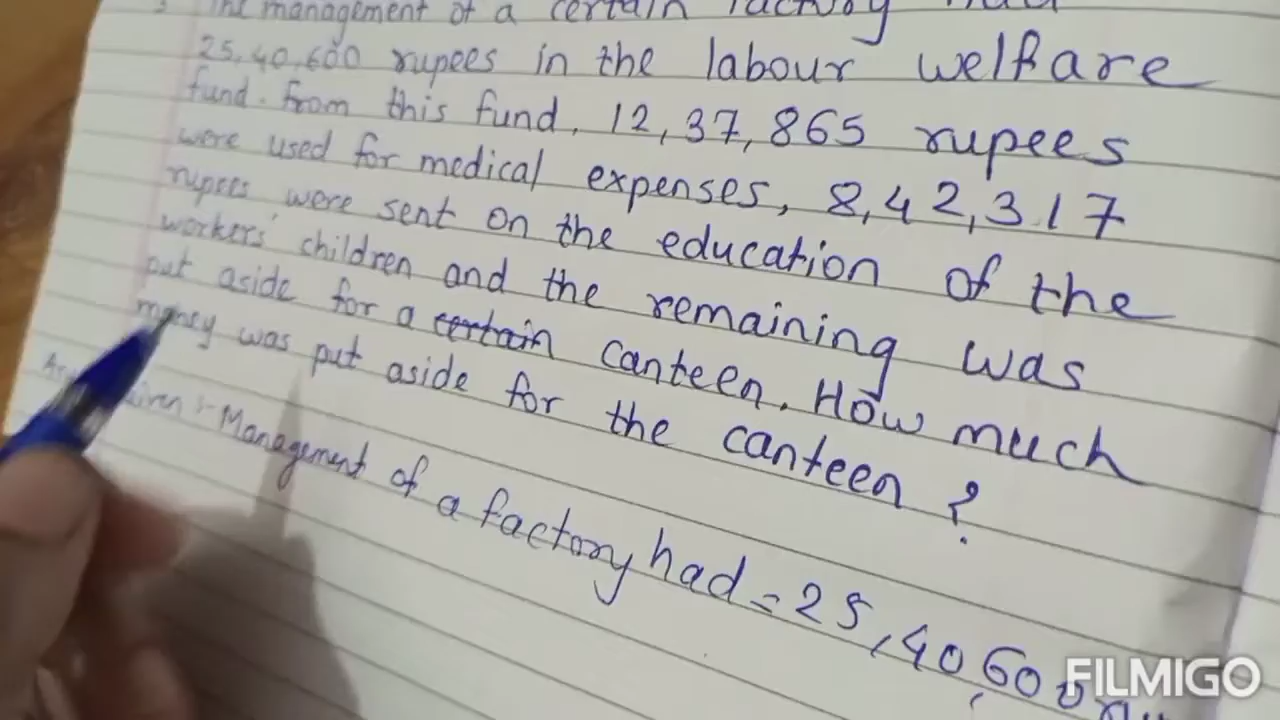 The management of a certain factory had
25,40,600 rupees in the labour welfare
fund. From this fund, 12,37,865 rupees
were used for medical expenses, 8,42,317
rupees were sent on the education of the
workers' children and the remaining was
put aside for a certain canteen. How much
money was put aside for the canteen ?
Given :- Management of a factory had = 25,40,600
FILMIGO